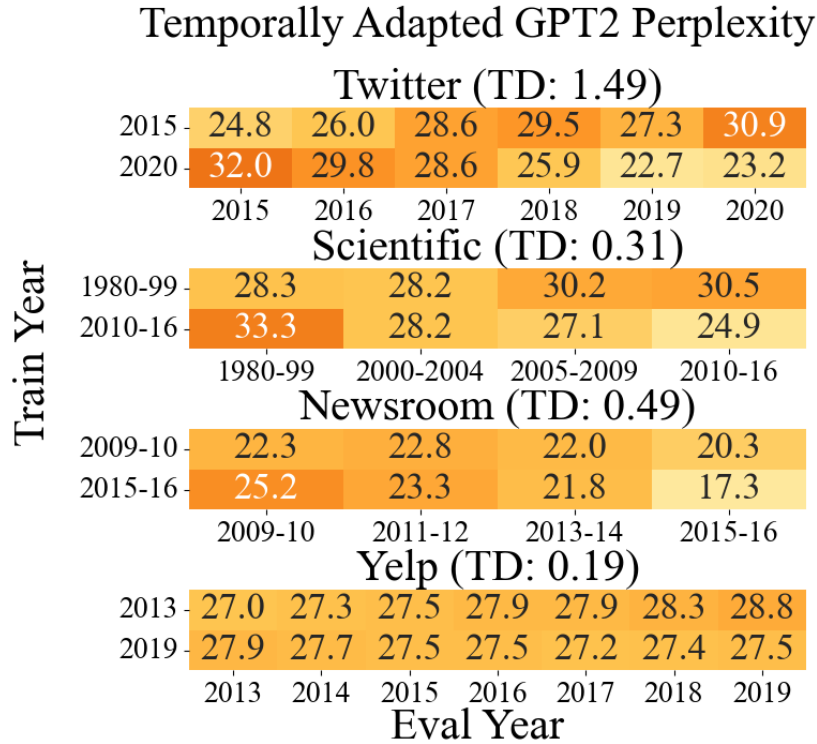 Temporally Adapted GPT2 Perplexity
Twitter (TD: 1.49)
2015 24.8 26.0 28.6 29.5 27.3 30.9
2020 32.0 29.8 28.6 25.9 22.7 23.2
2015 2016 2017 2018 2019 2020
Scientific (TD: 0.31)
1980-99 28.3 28.2 30.2 30.5
2010-16 33.3 28.2 27.1 24.9
1980-99 2000-2004 2005-2009 2010-16
Newsroom (TD: 0.49)
2009-10 22.3 22.8 22.0 20.3
2015-16 25.2 23.3 21.8 17.3
2009-10 2011-12 2013-14 2015-16
Yelp (TD: 0.19)
2013 27.0 27.3 27.5 27.9 27.9 28.3 28.8
2019 27.9 27.7 27.5 27.5 27.2 27.4 27.5
2013 2014 2015 2016 2017 2018 2019
Eval Year
Train Year